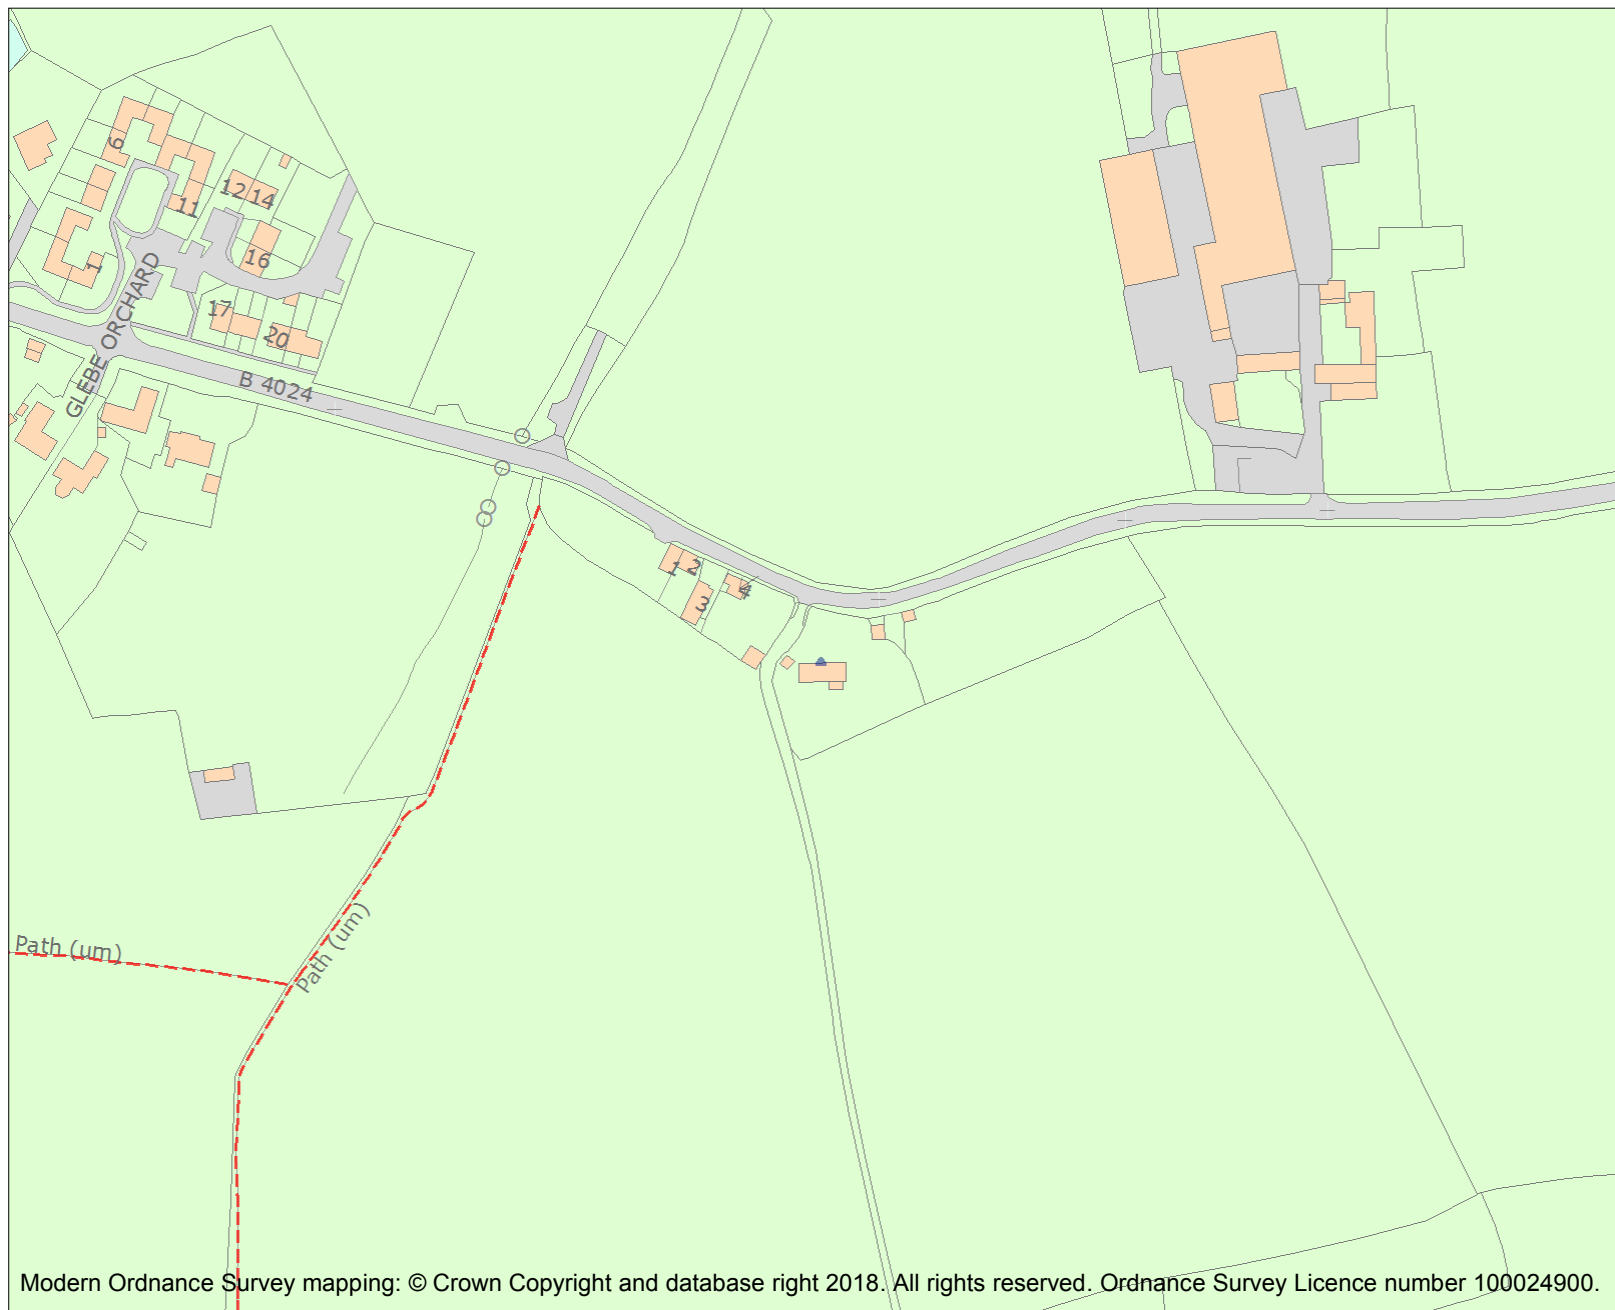 6
12
14
11
16
1
GLEBE ORCHARD
17
20
B 4024
1
2
3
4
Path (um)
Path (um)
Modern Ordnance Survey mapping: © Crown Copyright and database right 2018. All rights reserved. Ordnance Survey Licence number 100024900.